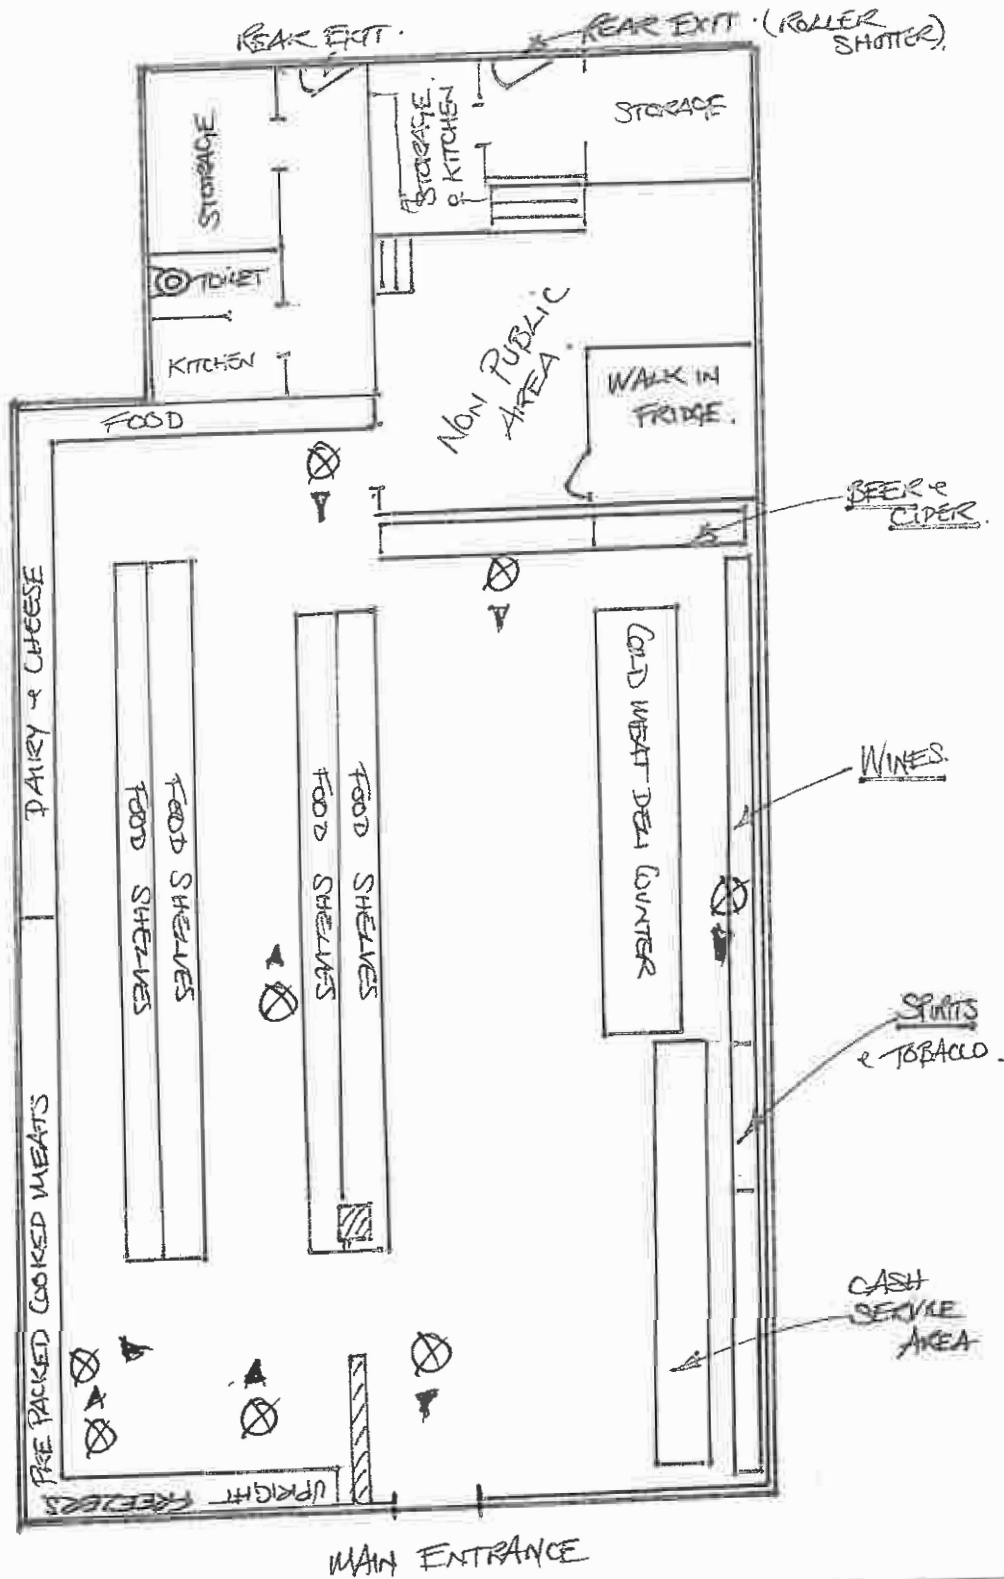 REAR EXIT.
REAR EXIT. (ROLLER
SHUTTER).
STORAGE
STORAGE
& KITCHEN
STORAGE
TOILET
KITCHEN
NON PUBLIC
AREA
WALK IN
FRIDGE.
FOOD
BEER &
CIDER.
DAIRY & CHEESE
FOOD SHELVES
FOOD SHELVES
FOOD SHELVES
FOOD SHELVES
COLD MEAT DELI COUNTER
WINES.
SPIRITS
& TOBACCO.
PRE PACKED COOKED MEATS
CASH
SERVICE
AREA
UPRIGHT FREEZERS
MAIN ENTRANCE